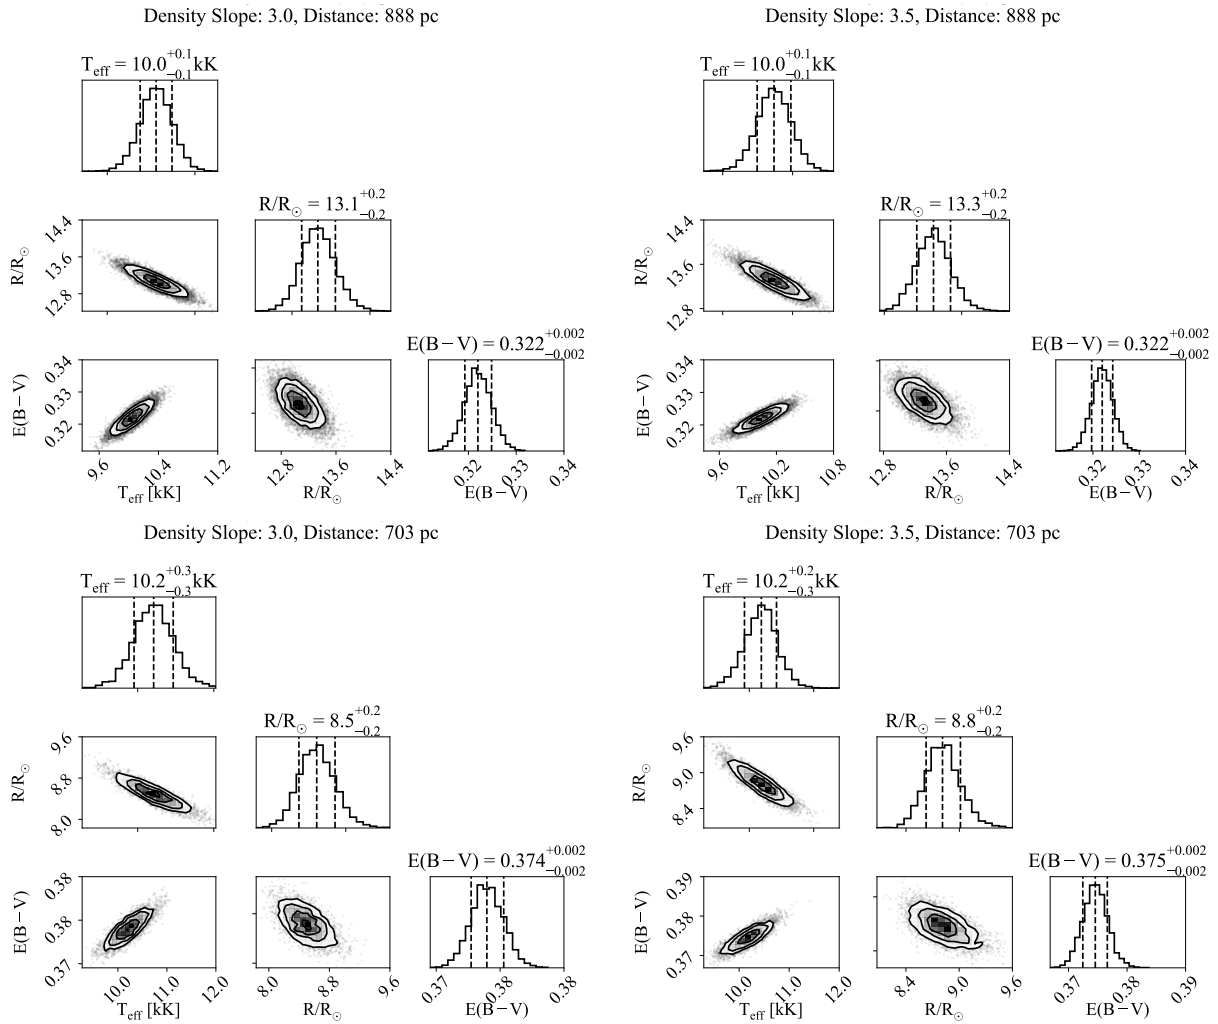 Density Slope: 3.0, Distance: 888 pc
T_eff = 10.0 +0.1 −0.1 kK
R/R☉ = 13.1 +0.2 −0.2
14.4
13.6
12.8
R/R☉
E(B−V) = 0.322 +0.002 −0.002
0.34
0.33
0.32
E(B−V)
9.6 10.4 11.2
T_eff [kK]
12.8 13.6 14.4
R/R☉
0.32 0.33 0.34
E(B−V)
Density Slope: 3.5, Distance: 888 pc
T_eff = 10.0 +0.1 −0.1 kK
R/R☉ = 13.3 +0.2 −0.2
14.4
13.6
12.8
R/R☉
E(B−V) = 0.322 +0.002 −0.002
0.34
0.33
0.32
E(B−V)
9.6 10.2 10.8
T_eff [kK]
12.8 13.6 14.4
R/R☉
0.32 0.33 0.34
E(B−V)
Density Slope: 3.0, Distance: 703 pc
T_eff = 10.2 +0.3 −0.3 kK
R/R☉ = 8.5 +0.2 −0.2
9.6
8.8
8.0
R/R☉
E(B−V) = 0.374 +0.002 −0.002
0.38
0.38
0.37
E(B−V)
10.0 11.0 12.0
T_eff [kK]
8.0 8.8 9.6
R/R☉
0.37 0.38 0.38
E(B−V)
Density Slope: 3.5, Distance: 703 pc
T_eff = 10.2 +0.2 −0.3 kK
R/R☉ = 8.8 +0.2 −0.2
9.6
9.0
8.4
R/R☉
E(B−V) = 0.375 +0.002 −0.002
0.39
0.38
0.37
E(B−V)
10.0 11.0 12.0
T_eff [kK]
8.4 9.0 9.6
R/R☉
0.37 0.38 0.39
E(B−V)